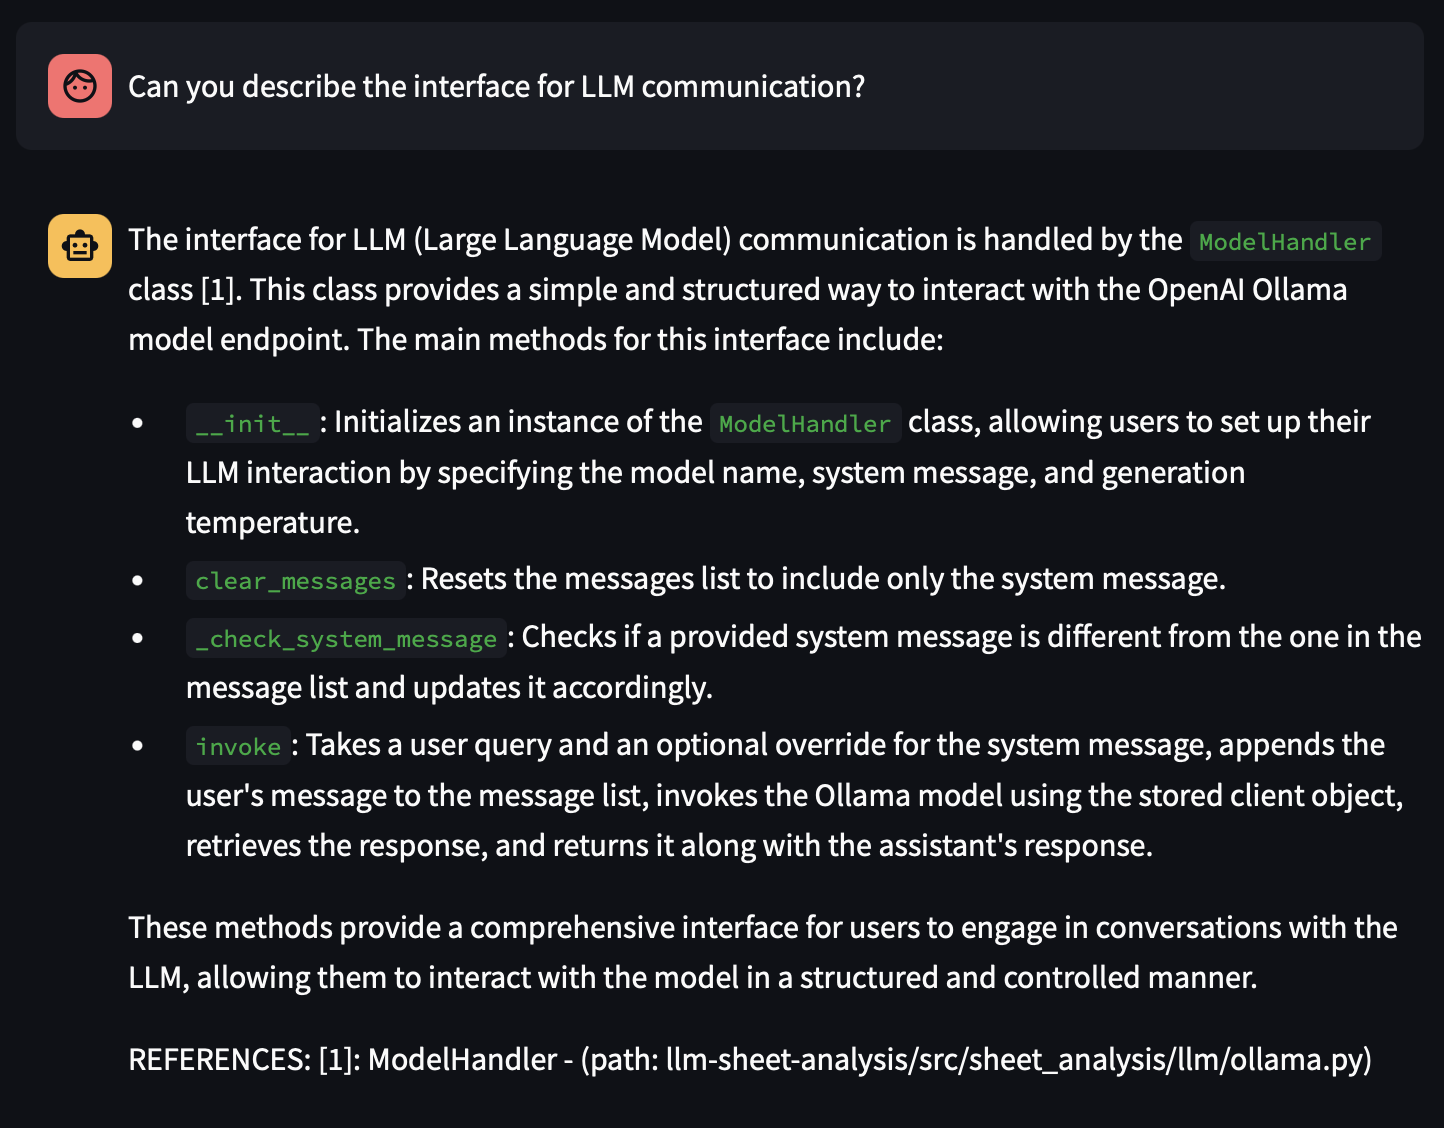 Can you describe the interface for LLM communication?
The interface for LLM (Large Language Model) communication is handled by the ModelHandler
class [1]. This class provides a simple and structured way to interact with the OpenAI Ollama
model endpoint. The main methods for this interface include:
• __init__: Initializes an instance of the ModelHandler class, allowing users to set up their
LLM interaction by specifying the model name, system message, and generation
temperature.
• clear_messages: Resets the messages list to include only the system message.
• _check_system_message: Checks if a provided system message is different from the one in the
message list and updates it accordingly.
• invoke: Takes a user query and an optional override for the system message, appends the
user's message to the message list, invokes the Ollama model using the stored client object,
retrieves the response, and returns it along with the assistant's response.
These methods provide a comprehensive interface for users to engage in conversations with the
LLM, allowing them to interact with the model in a structured and controlled manner.
REFERENCES: [1]: ModelHandler - (path: llm-sheet-analysis/src/sheet_analysis/llm/ollama.py)